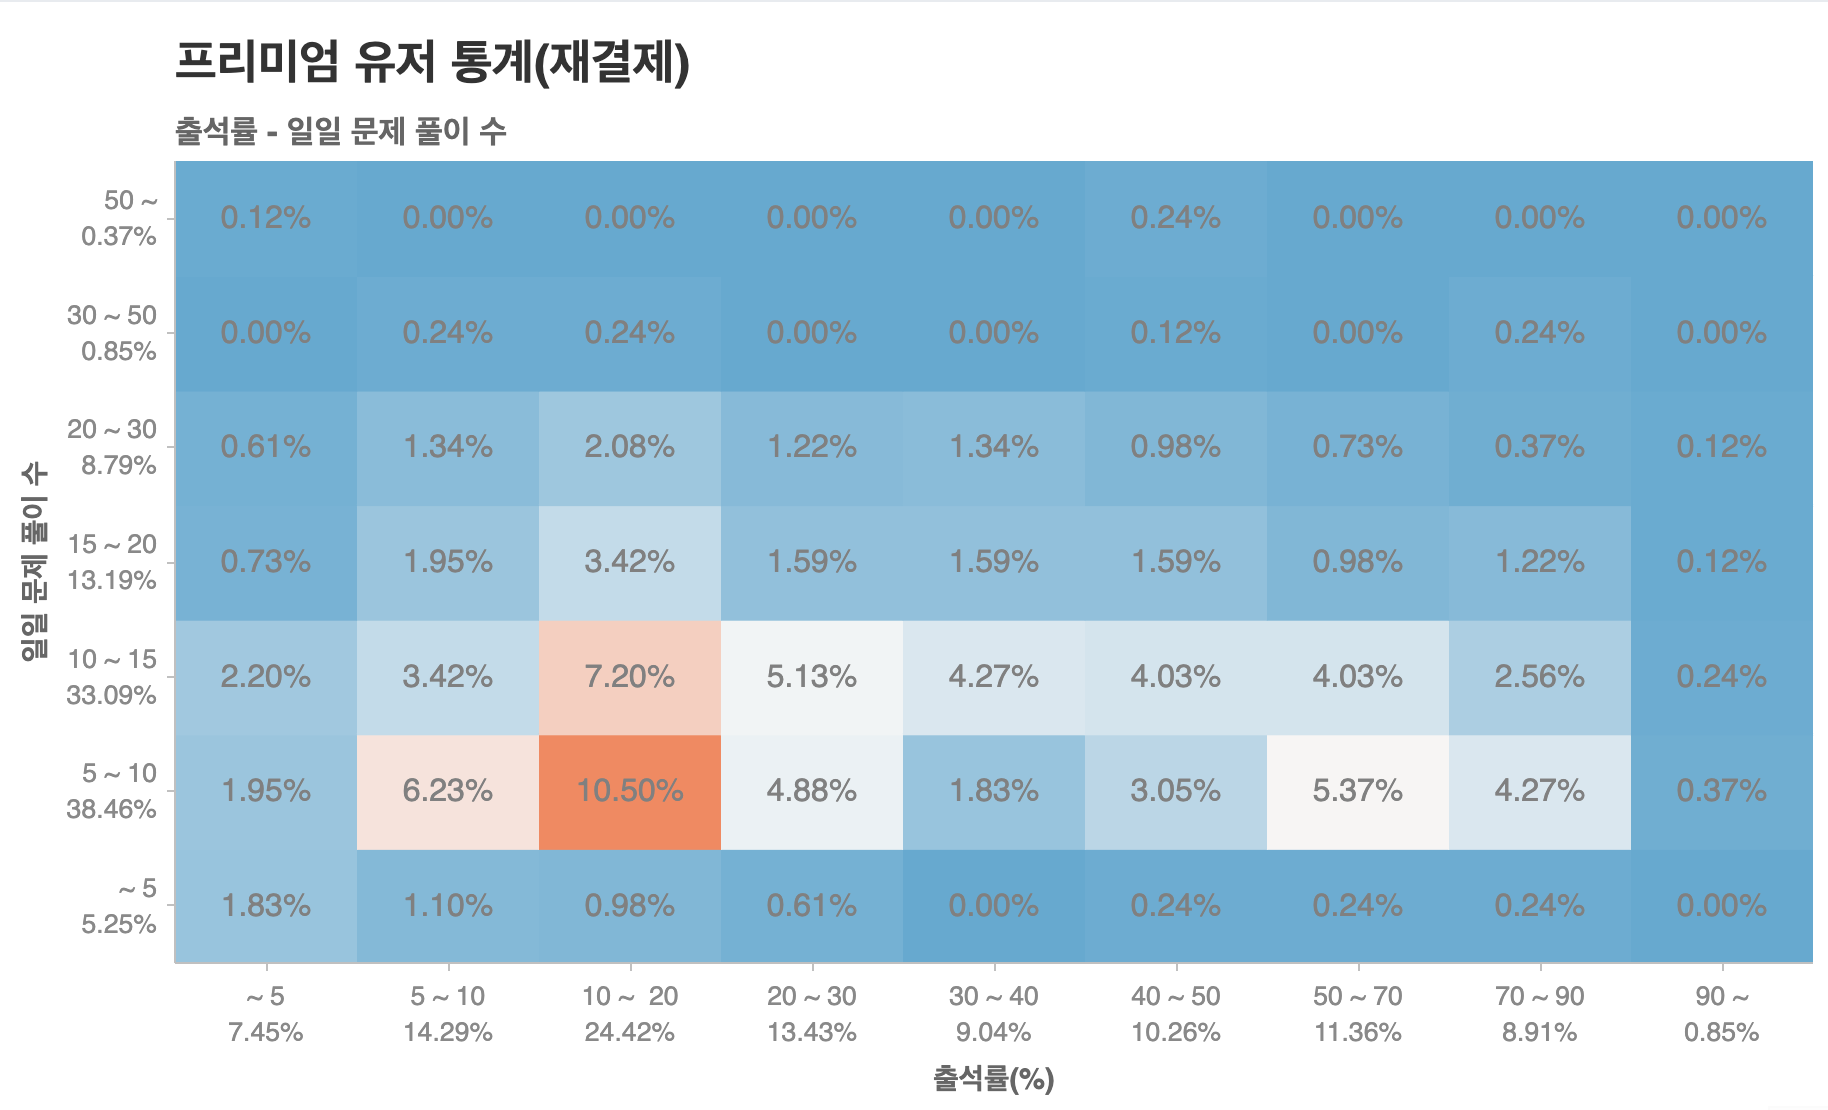 프리미엄 유저 통계(재결제)
출석률 - 일일 문제 풀이 수
일일 문제 풀이 수
50 ~
0.37%
0.12% 0.00% 0.00% 0.00% 0.00% 0.24% 0.00% 0.00% 0.00%
30 ~ 50
0.85%
0.00% 0.24% 0.24% 0.00% 0.00% 0.12% 0.00% 0.24% 0.00%
20 ~ 30
8.79%
0.61% 1.34% 2.08% 1.22% 1.34% 0.98% 0.73% 0.37% 0.12%
15 ~ 20
13.19%
0.73% 1.95% 3.42% 1.59% 1.59% 1.59% 0.98% 1.22% 0.12%
10 ~ 15
33.09%
2.20% 3.42% 7.20% 5.13% 4.27% 4.03% 4.03% 2.56% 0.24%
5 ~ 10
38.46%
1.95% 6.23% 10.50% 4.88% 1.83% 3.05% 5.37% 4.27% 0.37%
~ 5
5.25%
1.83% 1.10% 0.98% 0.61% 0.00% 0.24% 0.24% 0.24% 0.00%
~ 5 5 ~ 10 10 ~ 20 20 ~ 30 30 ~ 40 40 ~ 50 50 ~ 70 70 ~ 90 90 ~
7.45% 14.29% 24.42% 13.43% 9.04% 10.26% 11.36% 8.91% 0.85%
출석률(%)